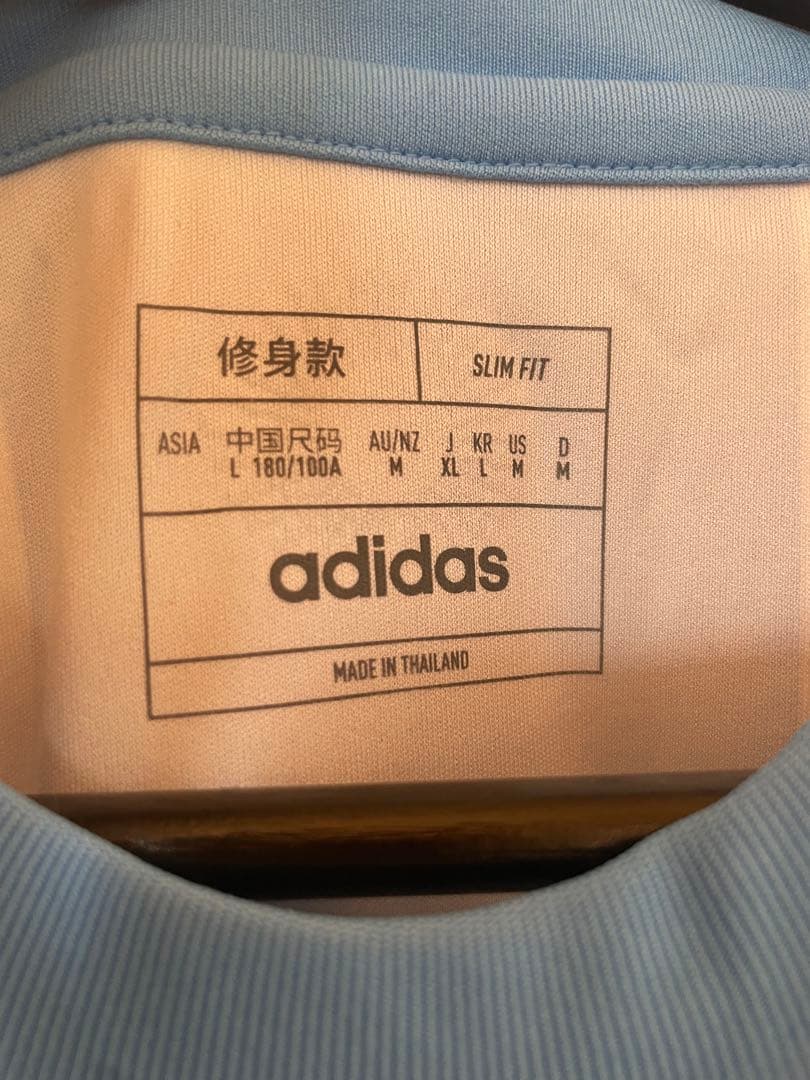 修身款 SLIM FIT
ASIA 中国尺码 AU/NZ J KR US D
L 180/100A M XL L M M
adidas
MADE IN THAILAND